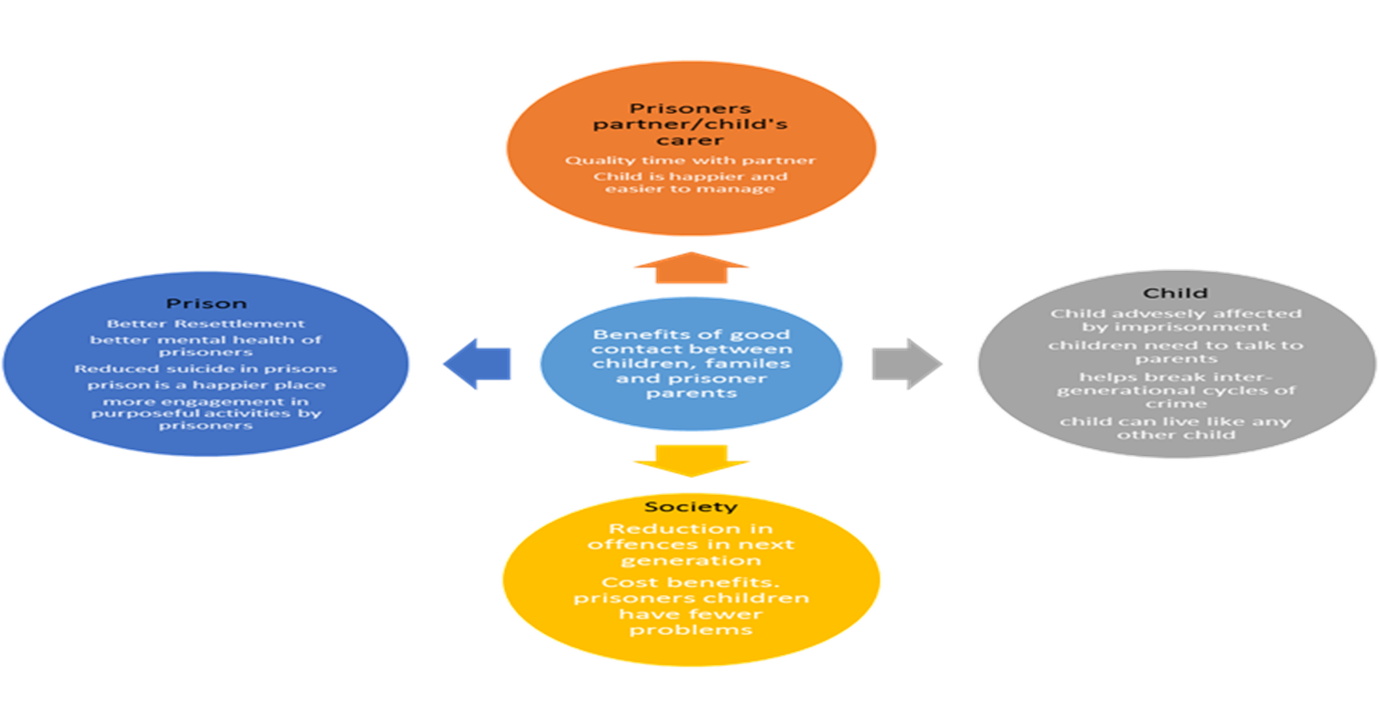 Prisoners
partner/child's
carer
Quality time with partner
Child is happier and
easier to manage
Prison
Better Resettlement
better mental health of
prisoners
Reduced suicide in prisons
prison is a happier place
more engagement in
purposeful activities by
prisoners
Benefits of good
contact between
children, familes
and prisoner
parents
Child
Child advesely affected
by imprisonment
children need to talk to
parents
helps break inter-
generational cycles of
crime
child can live like any
other child
Society
Reduction in
offences in next
generation
Cost benefits.
prisoners children
have fewer
problems